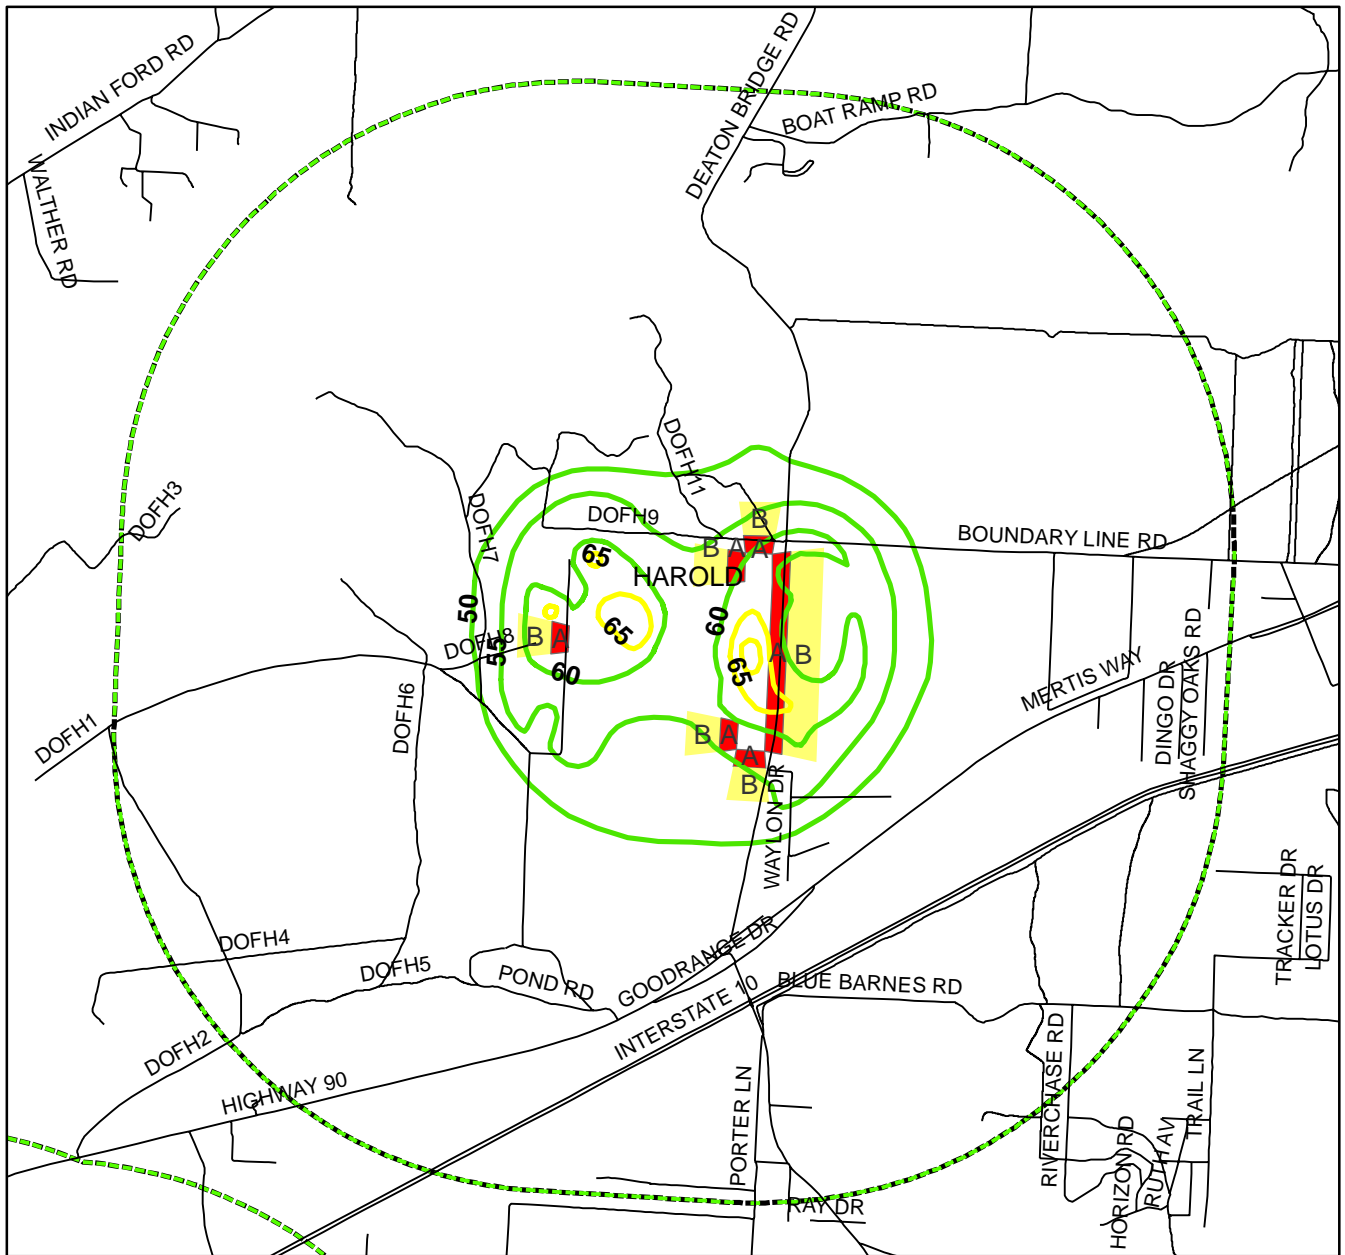 INDIAN FORD RD
DEATON BRIDGE RD
BOAT RAMP RD
WALTHER RD
DOFH3
DOFH11
DOFH7
DOFH9
B
BOUNDARY LINE RD
65
B
A
A
HAROLD
50
60
DOFH8
B
A
65
55
A
B
60
65
MERTIS WAY
DINGO DR
SHAGGY OAKS RD
DOFH1
DOFH6
B
A
A
B
WAYLON DR
TRACKER DR
LOTUS DR
DOFH4
DOFH5
POND RD
GOODRANGE DR
INTERSTATE 10
BLUE BARNES RD
DOFH2
HIGHWAY 90
PORTER LN
RIVERCHASE RD
TRAIL LN
HORIZON RD
RAY DR